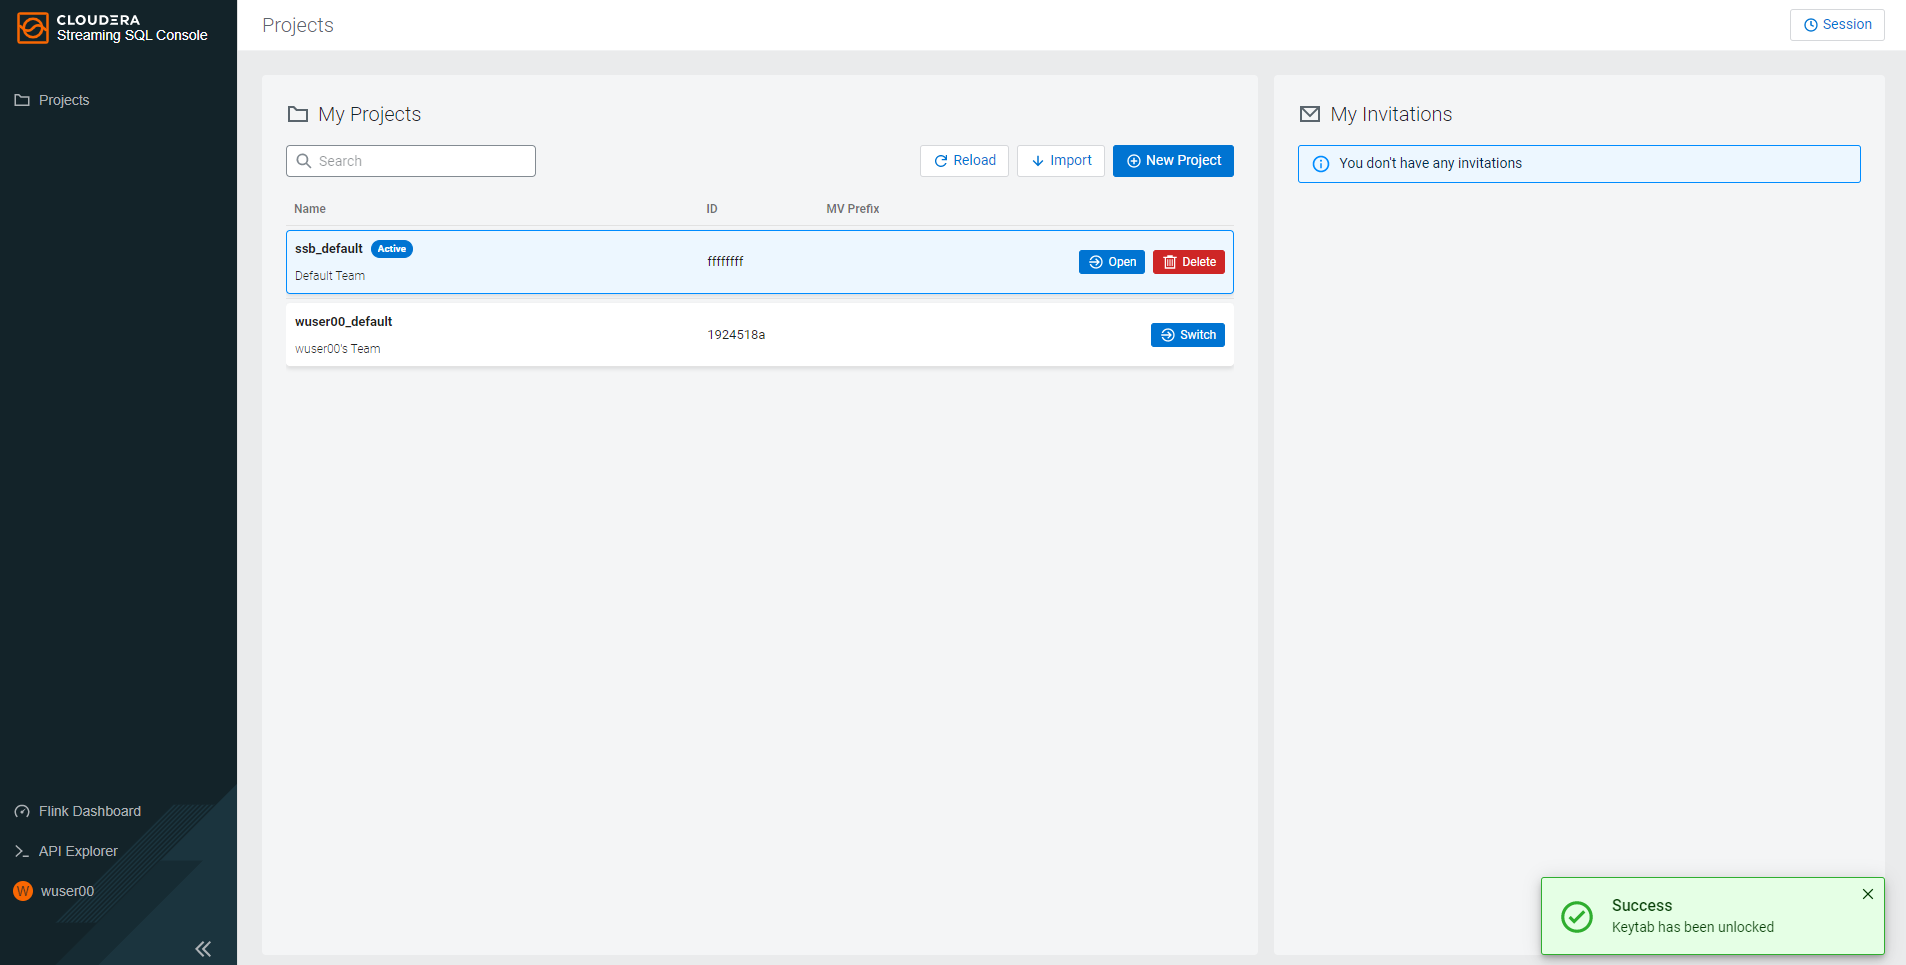 CLOUDERA
Streaming SQL Console
Projects
Session
Projects
My Projects
Search
Reload
Import
New Project
Name
ID
MV Prefix
ssb_default
Active
Default Team
ffffffff
Open
Delete
wuser00_default
wuser00's Team
1924518a
Switch
My Invitations
You don't have any invitations
Flink Dashboard
API Explorer
W
wuser00
Success
Keytab has been unlocked